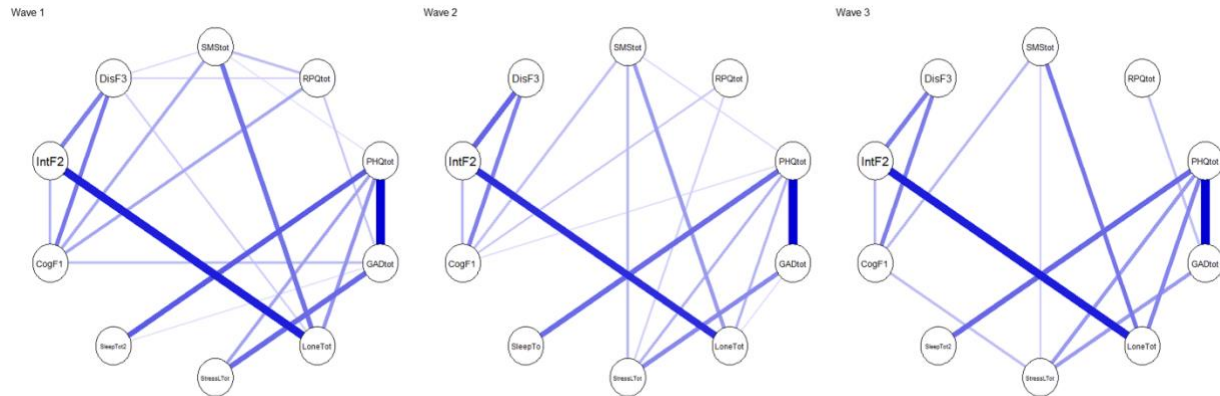 Wave 1
SMStot
DisF3
RPQtot
IntF2
PHQtot
CogF1
GADtot
SleepTot2
LoneTot
StressLTot
Wave 2
SMStot
DisF3
RPQtot
IntF2
PHQtot
CogF1
GADtot
SleepTo
LoneTot
StressLTot
Wave 3
SMStot
DisF3
RPQtot
IntF2
PHQtot
CogF1
GADtot
SleepTot2
LoneTot
StressLTot